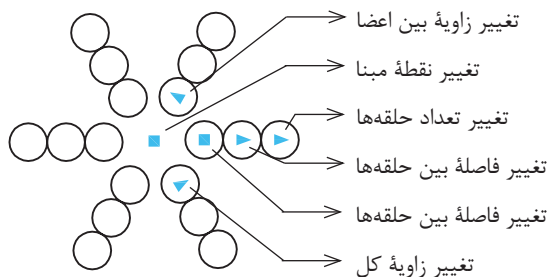 تغییر زاویهٔ بین اعضا
تغییر نقطهٔ مبنا
تغییر تعداد حلقه‌ها
تغییر فاصلهٔ بین حلقه‌ها
تغییر فاصلهٔ بین حلقه‌ها
تغییر زاویهٔ کل